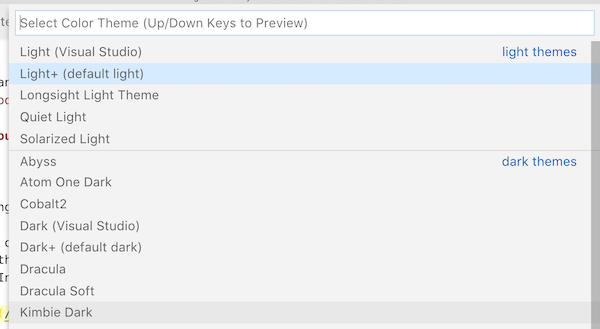 Select Color Theme (Up/Down Keys to Preview)
Light (Visual Studio) light themes
Light+ (default light)
Longsight Light Theme
Quiet Light
Solarized Light
Abyss dark themes
Atom One Dark
Cobalt2
Dark (Visual Studio)
Dark+ (default dark)
Dracula
Dracula Soft
Kimbie Dark